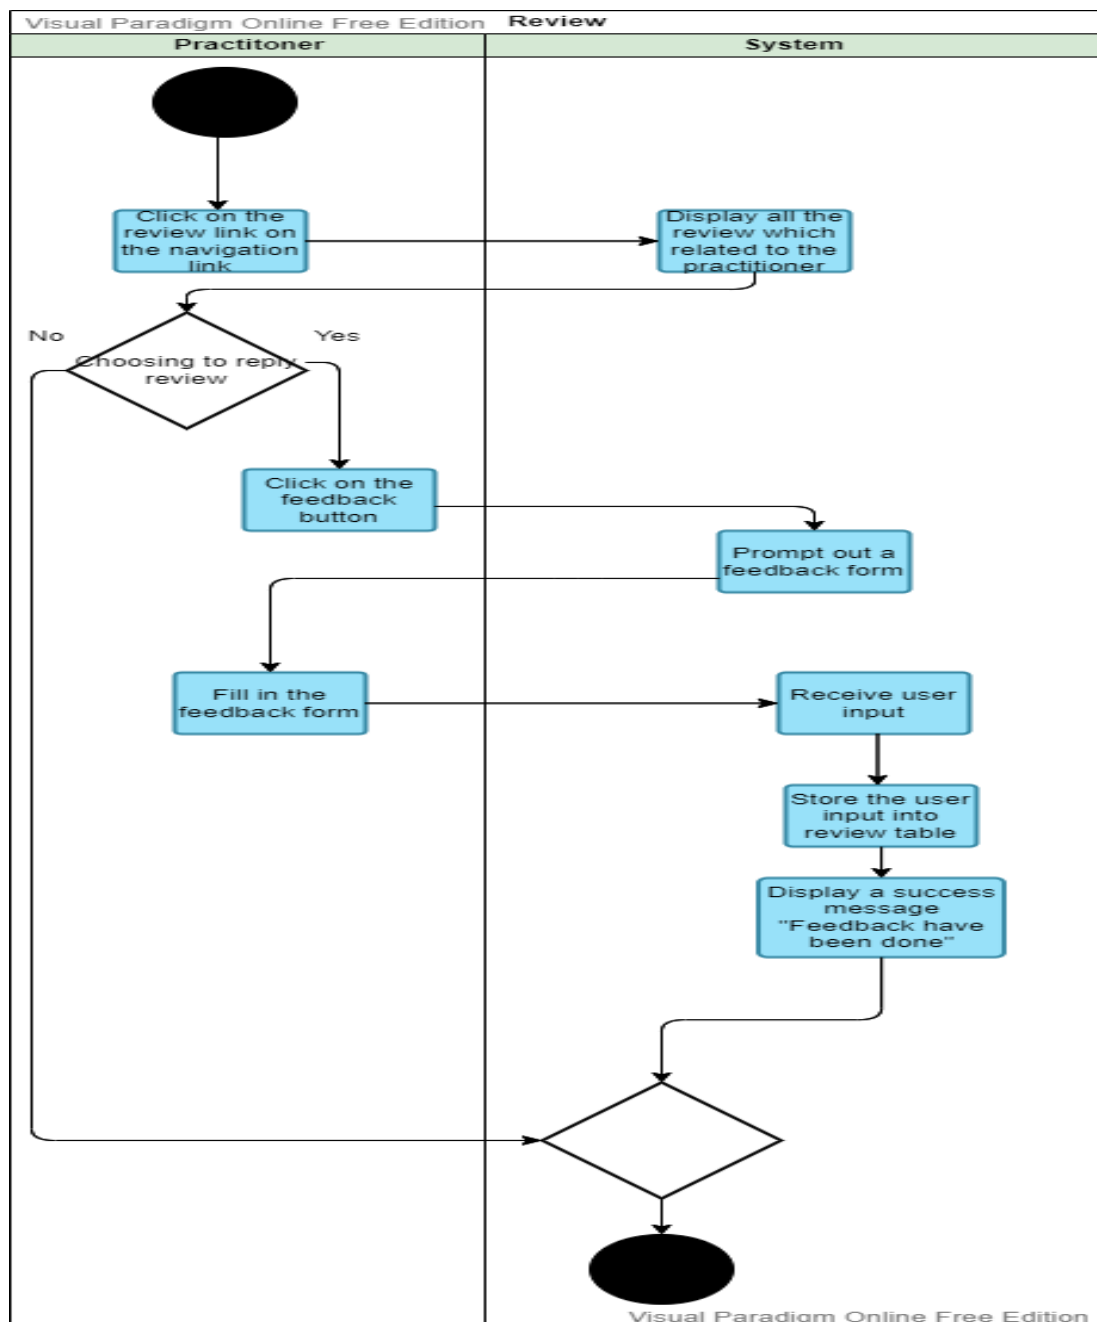 Visual Paradigm Online Free Edition
Review
Practitoner
System
Click on the
review link on
the navigation
link
Display all the
review which
related to the
practitioner
No
Yes
Choosing to reply
review
Click on the
feedback
button
Prompt out a
feedback form
Fill in the
feedback form
Receive user
input
Store the user
input into
review table
Display a success
message
"Feedback have
been done"
Visual Paradigm Online Free Edition